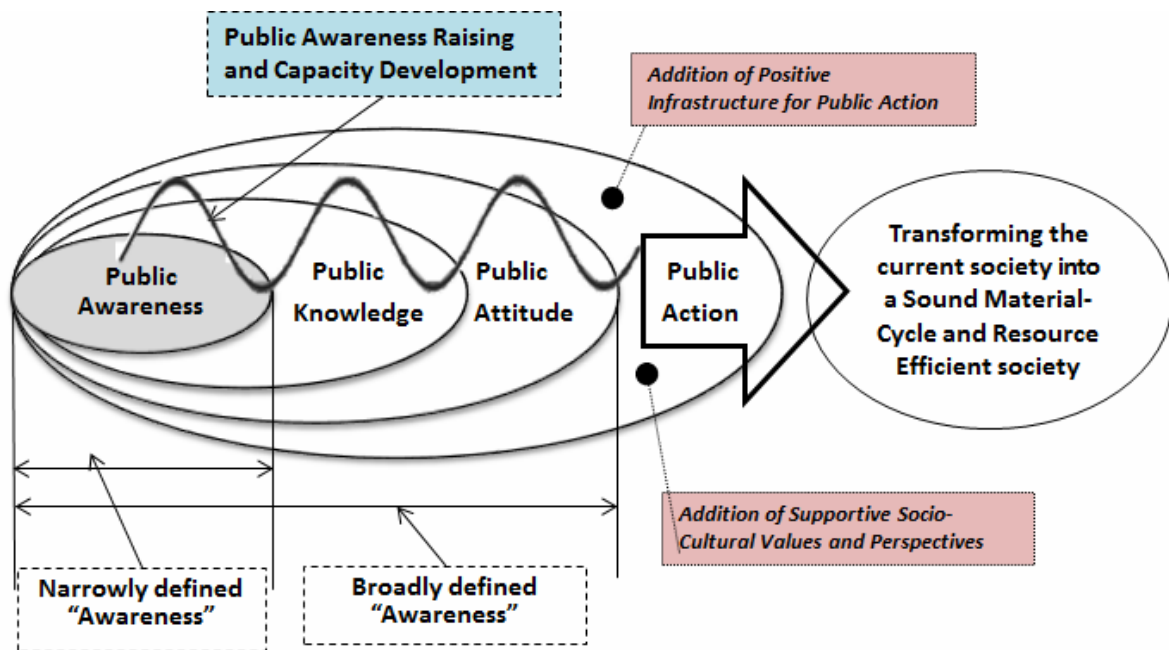 Public Awareness Raising
and Capacity Development
Addition of Positive
Infrastructure for Public Action
Public
Awareness
Public
Knowledge
Public
Attitude
Public
Action
Transforming the
current society into
a Sound Material-
Cycle and Resource
Efficient society
Addition of Supportive Socio-
Cultural Values and Perspectives
Narrowly defined
“Awareness”
Broadly defined
“Awareness”